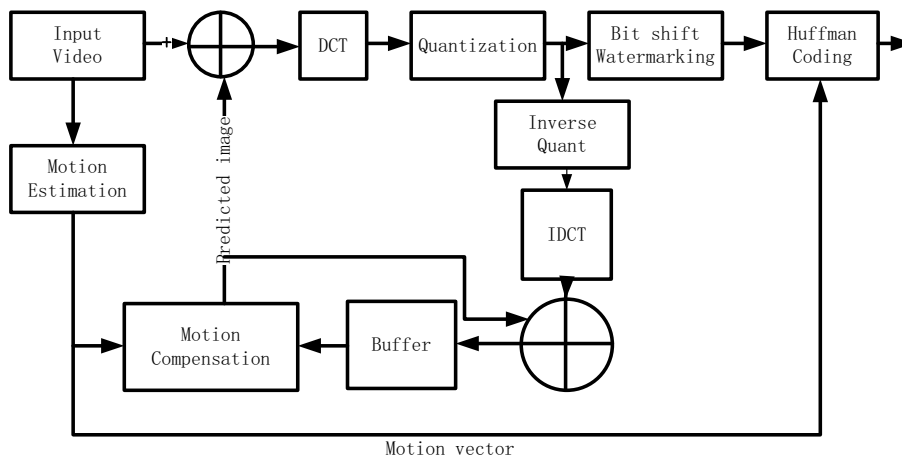 Input
Video
+
DCT
Quantization
Bit shift
Watermarking
Huffman
Coding
Inverse
Quant
Motion
Estimation
Predicted image
IDCT
Motion
Compensation
Buffer
Motion vector